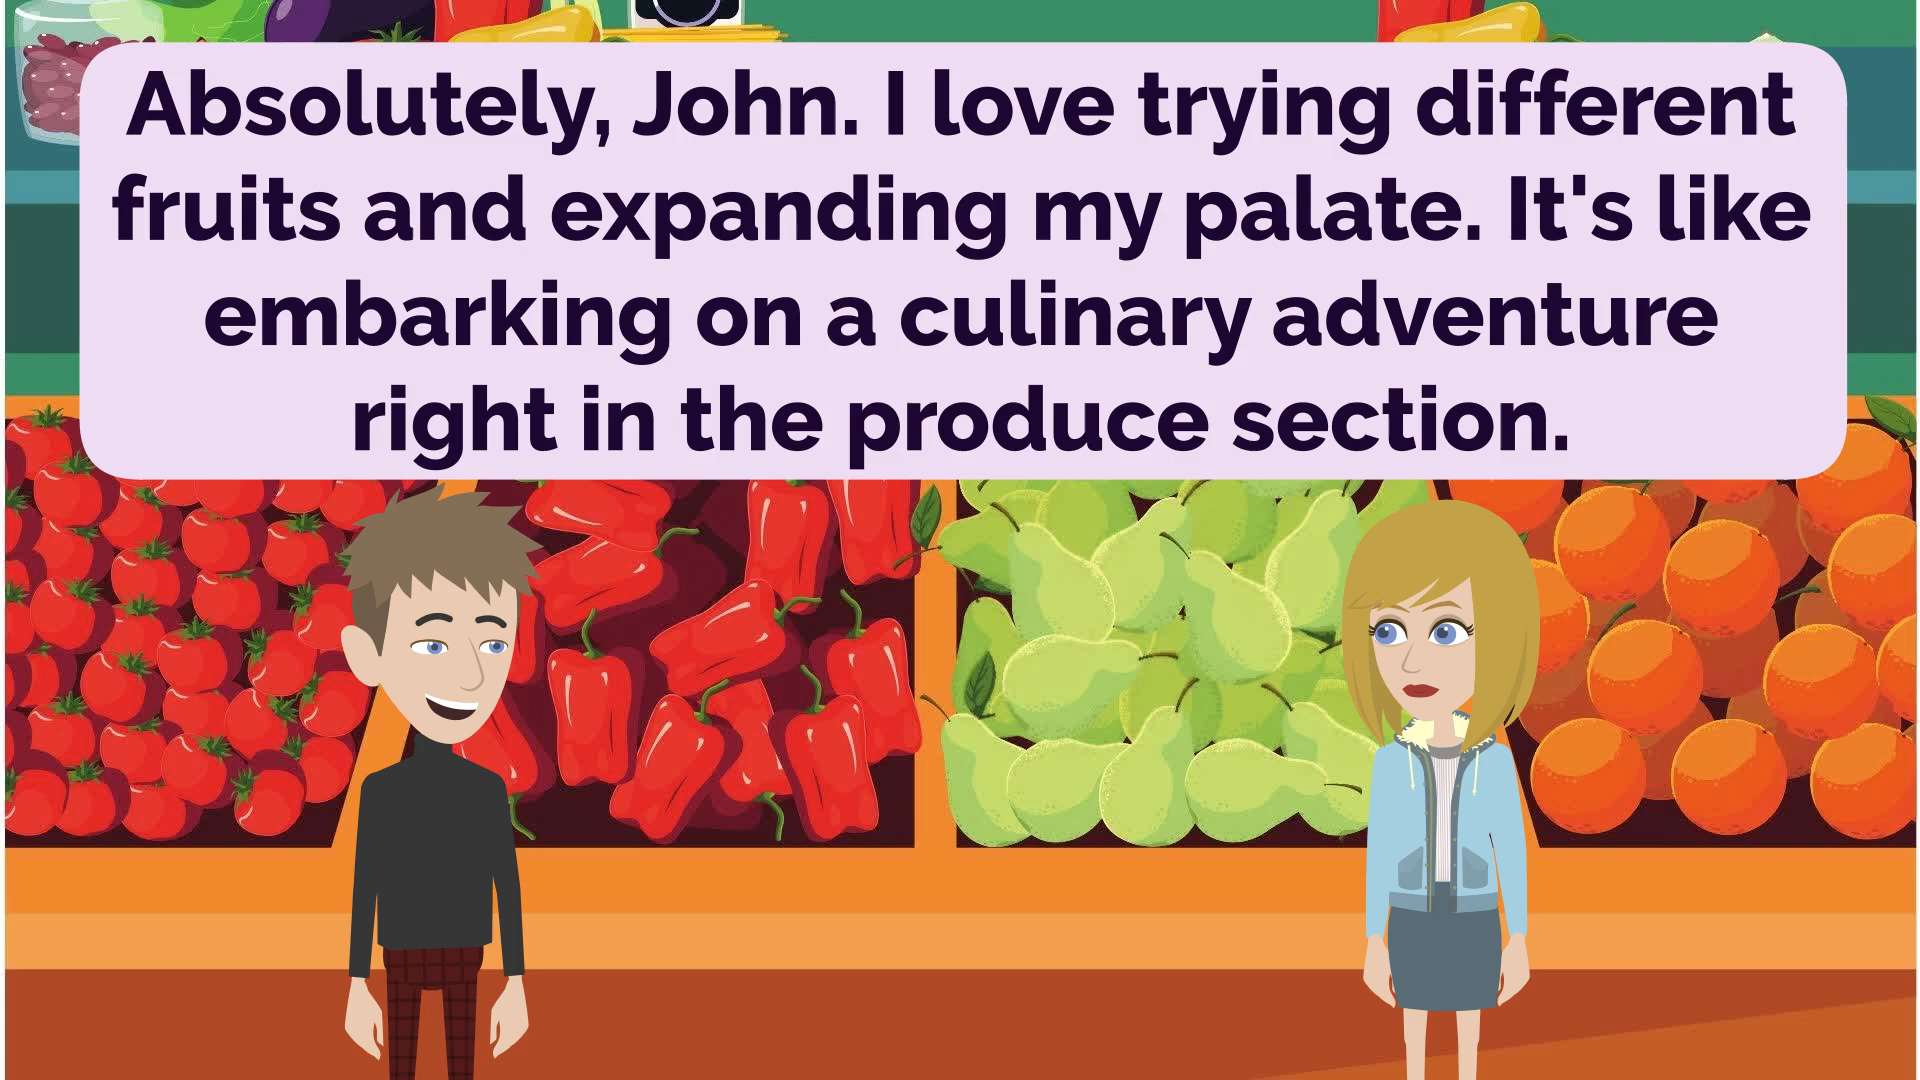 Absolutely, John. I love trying different
fruits and expanding my palate. It's like
embarking on a culinary adventure
right in the produce section.